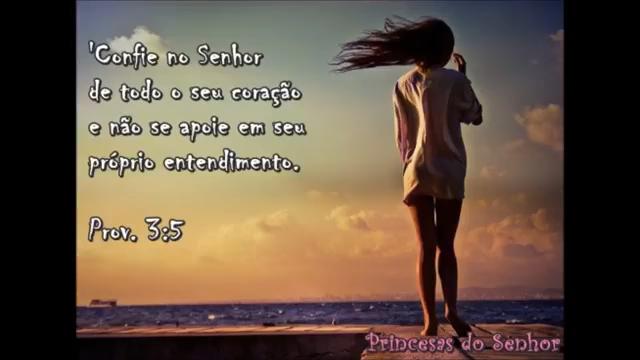 'Confie no Senhor
de todo o seu coração
e não se apoie em seu
próprio entendimento.
Prov. 3:5
Princesas do Senhor